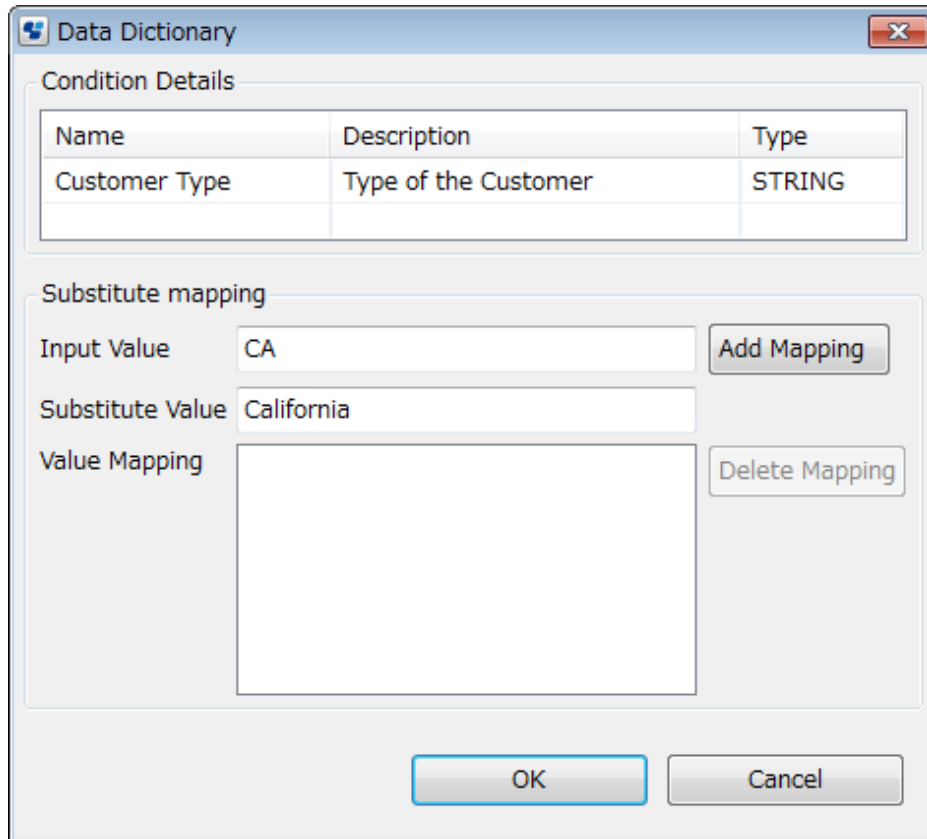 Data Dictionary
Condition Details
Name Description Type
Customer Type Type of the Customer STRING
Substitute mapping
Input Value CA Add Mapping
Substitute Value California
Value Mapping Delete Mapping
OK Cancel